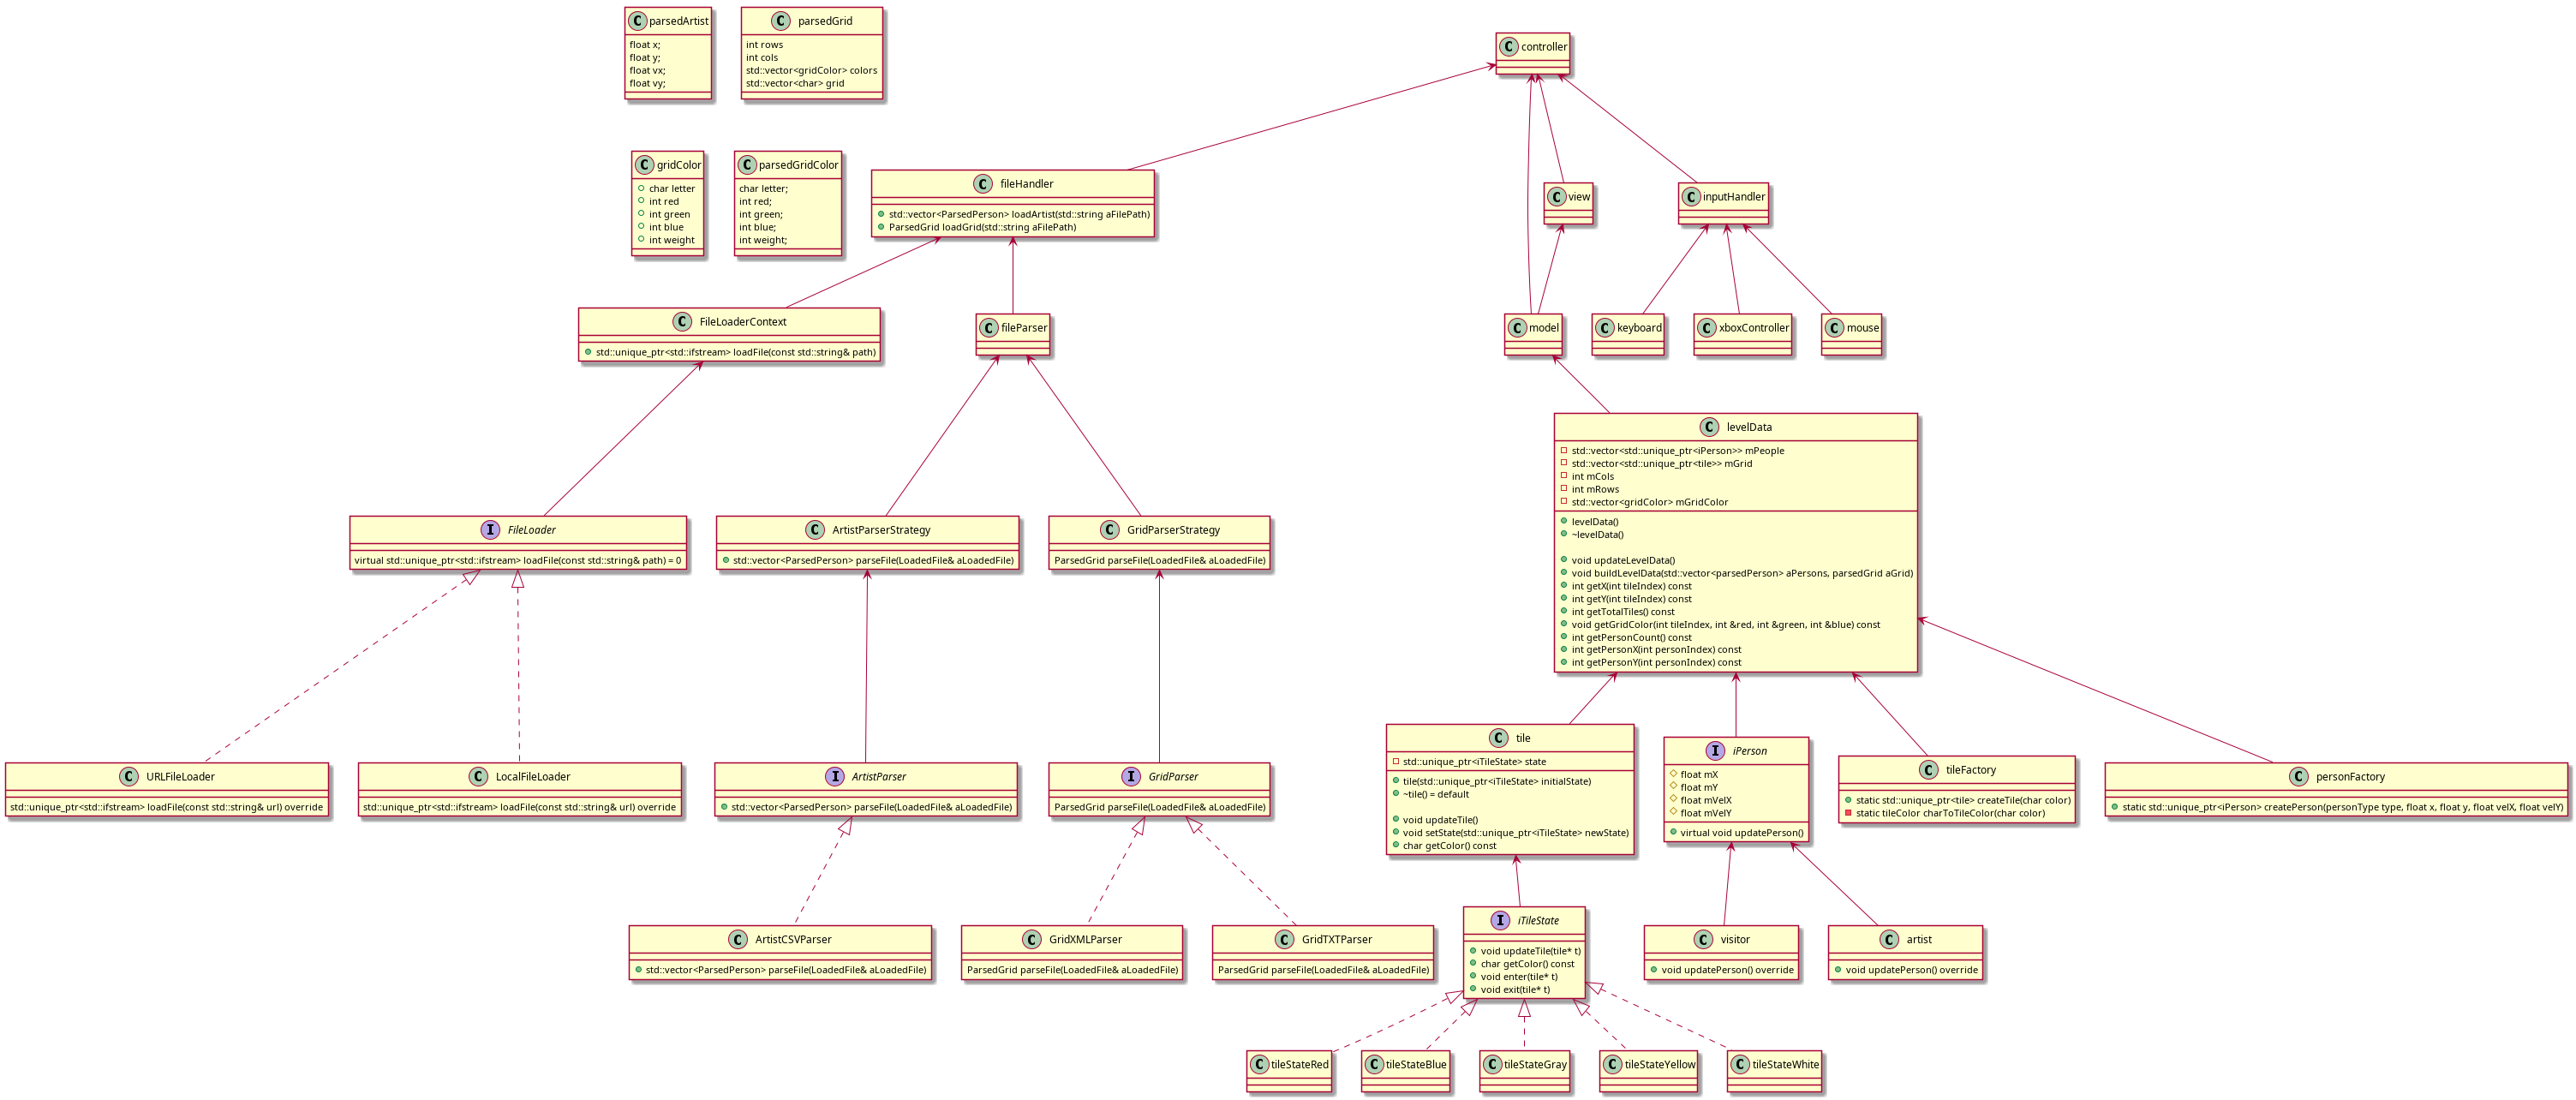 parsedArtist
float x;
float y;
float vx;
float vy;
parsedGrid
int rows
int cols
std::vector<gridColor> colors
std::vector<char> grid
controller
gridColor
char letter
int red
int green
int blue
int weight
parsedGridColor
char letter;
int red;
int green;
int blue;
int weight;
fileHandler
std::vector<ParsedPerson> loadArtist(std::string aFilePath)
ParsedGrid loadGrid(std::string aFilePath)
view
inputHandler
FileLoaderContext
std::unique_ptr<std::ifstream> loadFile(const std::string& path)
fileParser
model
keyboard
xboxController
mouse
levelData
std::vector<std::unique_ptr<iPerson>> mPeople
std::vector<std::unique_ptr<tile>> mGrid
int mCols
int mRows
std::vector<gridColor> mGridColor
levelData()
~levelData()
void updateLevelData()
void buildLevelData(std::vector<parsedPerson> aPersons, parsedGrid aGrid)
int getX(int tileIndex) const
int getY(int tileIndex) const
int getTotalTiles() const
void getGridColor(int tileIndex, int &red, int &green, int &blue) const
int getPersonCount() const
int getPersonX(int personIndex) const
int getPersonY(int personIndex) const
FileLoader
virtual std::unique_ptr<std::ifstream> loadFile(const std::string& path) = 0
ArtistParserStrategy
std::vector<ParsedPerson> parseFile(LoadedFile& aLoadedFile)
GridParserStrategy
ParsedGrid parseFile(LoadedFile& aLoadedFile)
URLFileLoader
std::unique_ptr<std::ifstream> loadFile(const std::string& url) override
LocalFileLoader
std::unique_ptr<std::ifstream> loadFile(const std::string& url) override
ArtistParser
std::vector<ParsedPerson> parseFile(LoadedFile& aLoadedFile)
GridParser
ParsedGrid parseFile(LoadedFile& aLoadedFile)
tile
std::unique_ptr<iTileState> state
tile(std::unique_ptr<iTileState> initialState)
~tile() = default
void updateTile()
void setState(std::unique_ptr<iTileState> newState)
char getColor() const
iPerson
float mX
float mY
float mVelX
float mVelY
virtual void updatePerson()
tileFactory
static std::unique_ptr<tile> createTile(char color)
static tileColor charToTileColor(char color)
personFactory
static std::unique_ptr<iPerson> createPerson(personType type, float x, float y, float velX, float velY)
ArtistCSVParser
std::vector<ParsedPerson> parseFile(LoadedFile& aLoadedFile)
GridXMLParser
ParsedGrid parseFile(LoadedFile& aLoadedFile)
GridTXTParser
ParsedGrid parseFile(LoadedFile& aLoadedFile)
iTileState
void updateTile(tile* t)
char getColor() const
void enter(tile* t)
void exit(tile* t)
visitor
void updatePerson() override
artist
void updatePerson() override
tileStateRed
tileStateBlue
tileStateGray
tileStateYellow
tileStateWhite